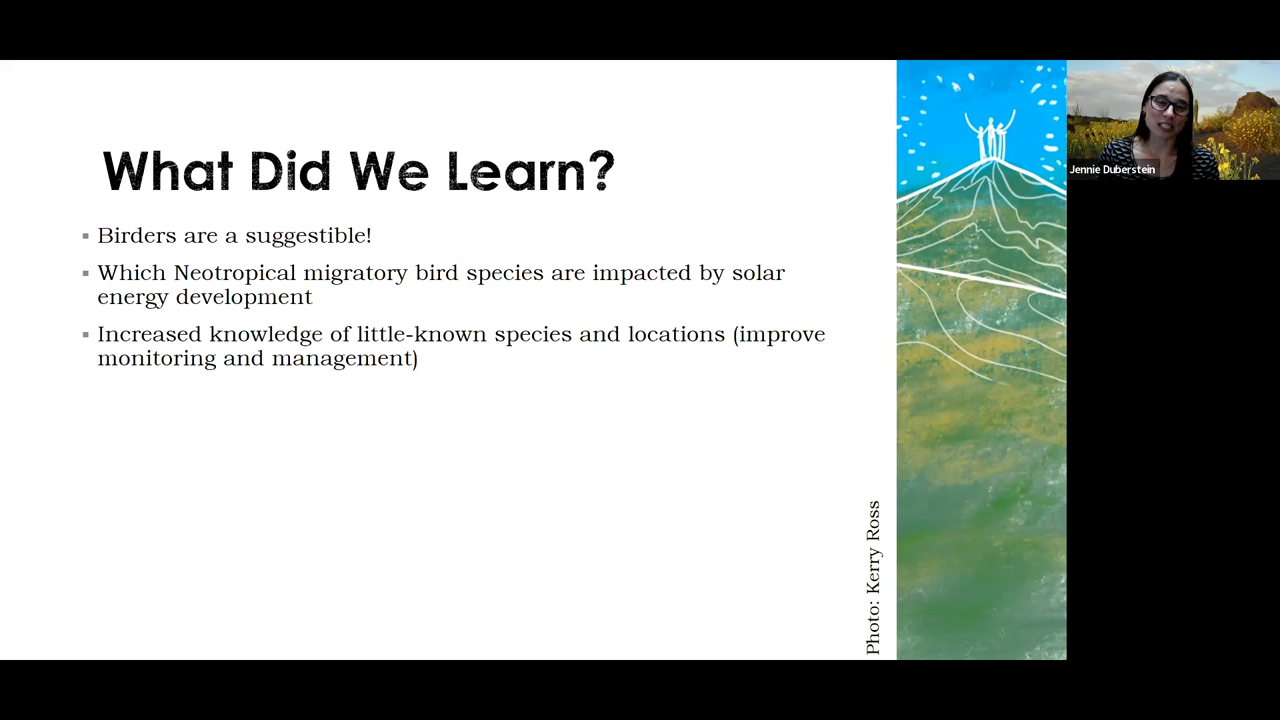 What Did We Learn?
Birders are a suggestible!
Which Neotropical migratory bird species are impacted by solar
energy development
Increased knowledge of little-known species and locations (improve
monitoring and management)
Photo: Kerry Ross
Jennie Duberstein